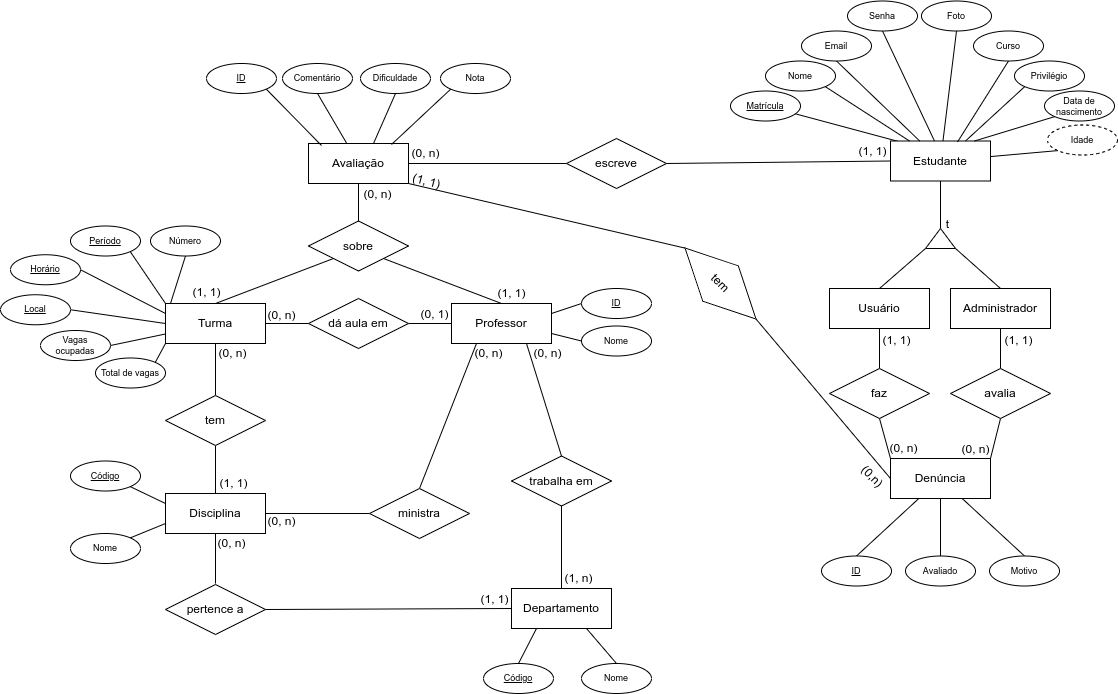 Senha
Foto
Email
Curso
Nome
Privilégio
Matrícula
Data de
nascimento
Idade
ID
Comentário
Dificuldade
Nota
Avaliação
(0, n)
escreve
(1, 1)
Estudante
(1, 1)
(0, n)
t
sobre
tem
Período
Número
Horário
Local
Vagas
ocupadas
Total de vagas
(1, 1)
Turma
(0, n)
dá aula em
(0, 1)
(1, 1)
Professor
ID
Nome
Usuário
Administrador
(0, n)
(0, n)
(0, n)
(1, 1)
(1, 1)
faz
avalia
tem
(0, n)
(0, n)
(0,n)
Denúncia
Código
(1, 1)
Disciplina
(0, n)
ministra
trabalha em
Nome
(0, n)
ID
Avaliado
Motivo
(1, n)
pertence a
(1, 1)
Departamento
Código
Nome